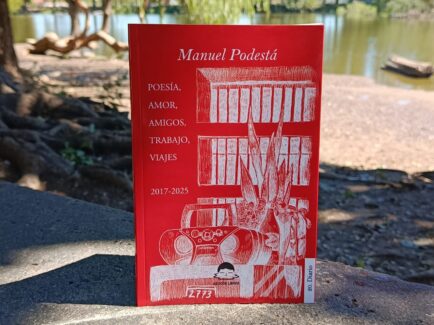 Manuel Podestá
POESÍA,
AMOR,
AMIGOS,
TRABAJO,
VIAJES
2017-2025
2773